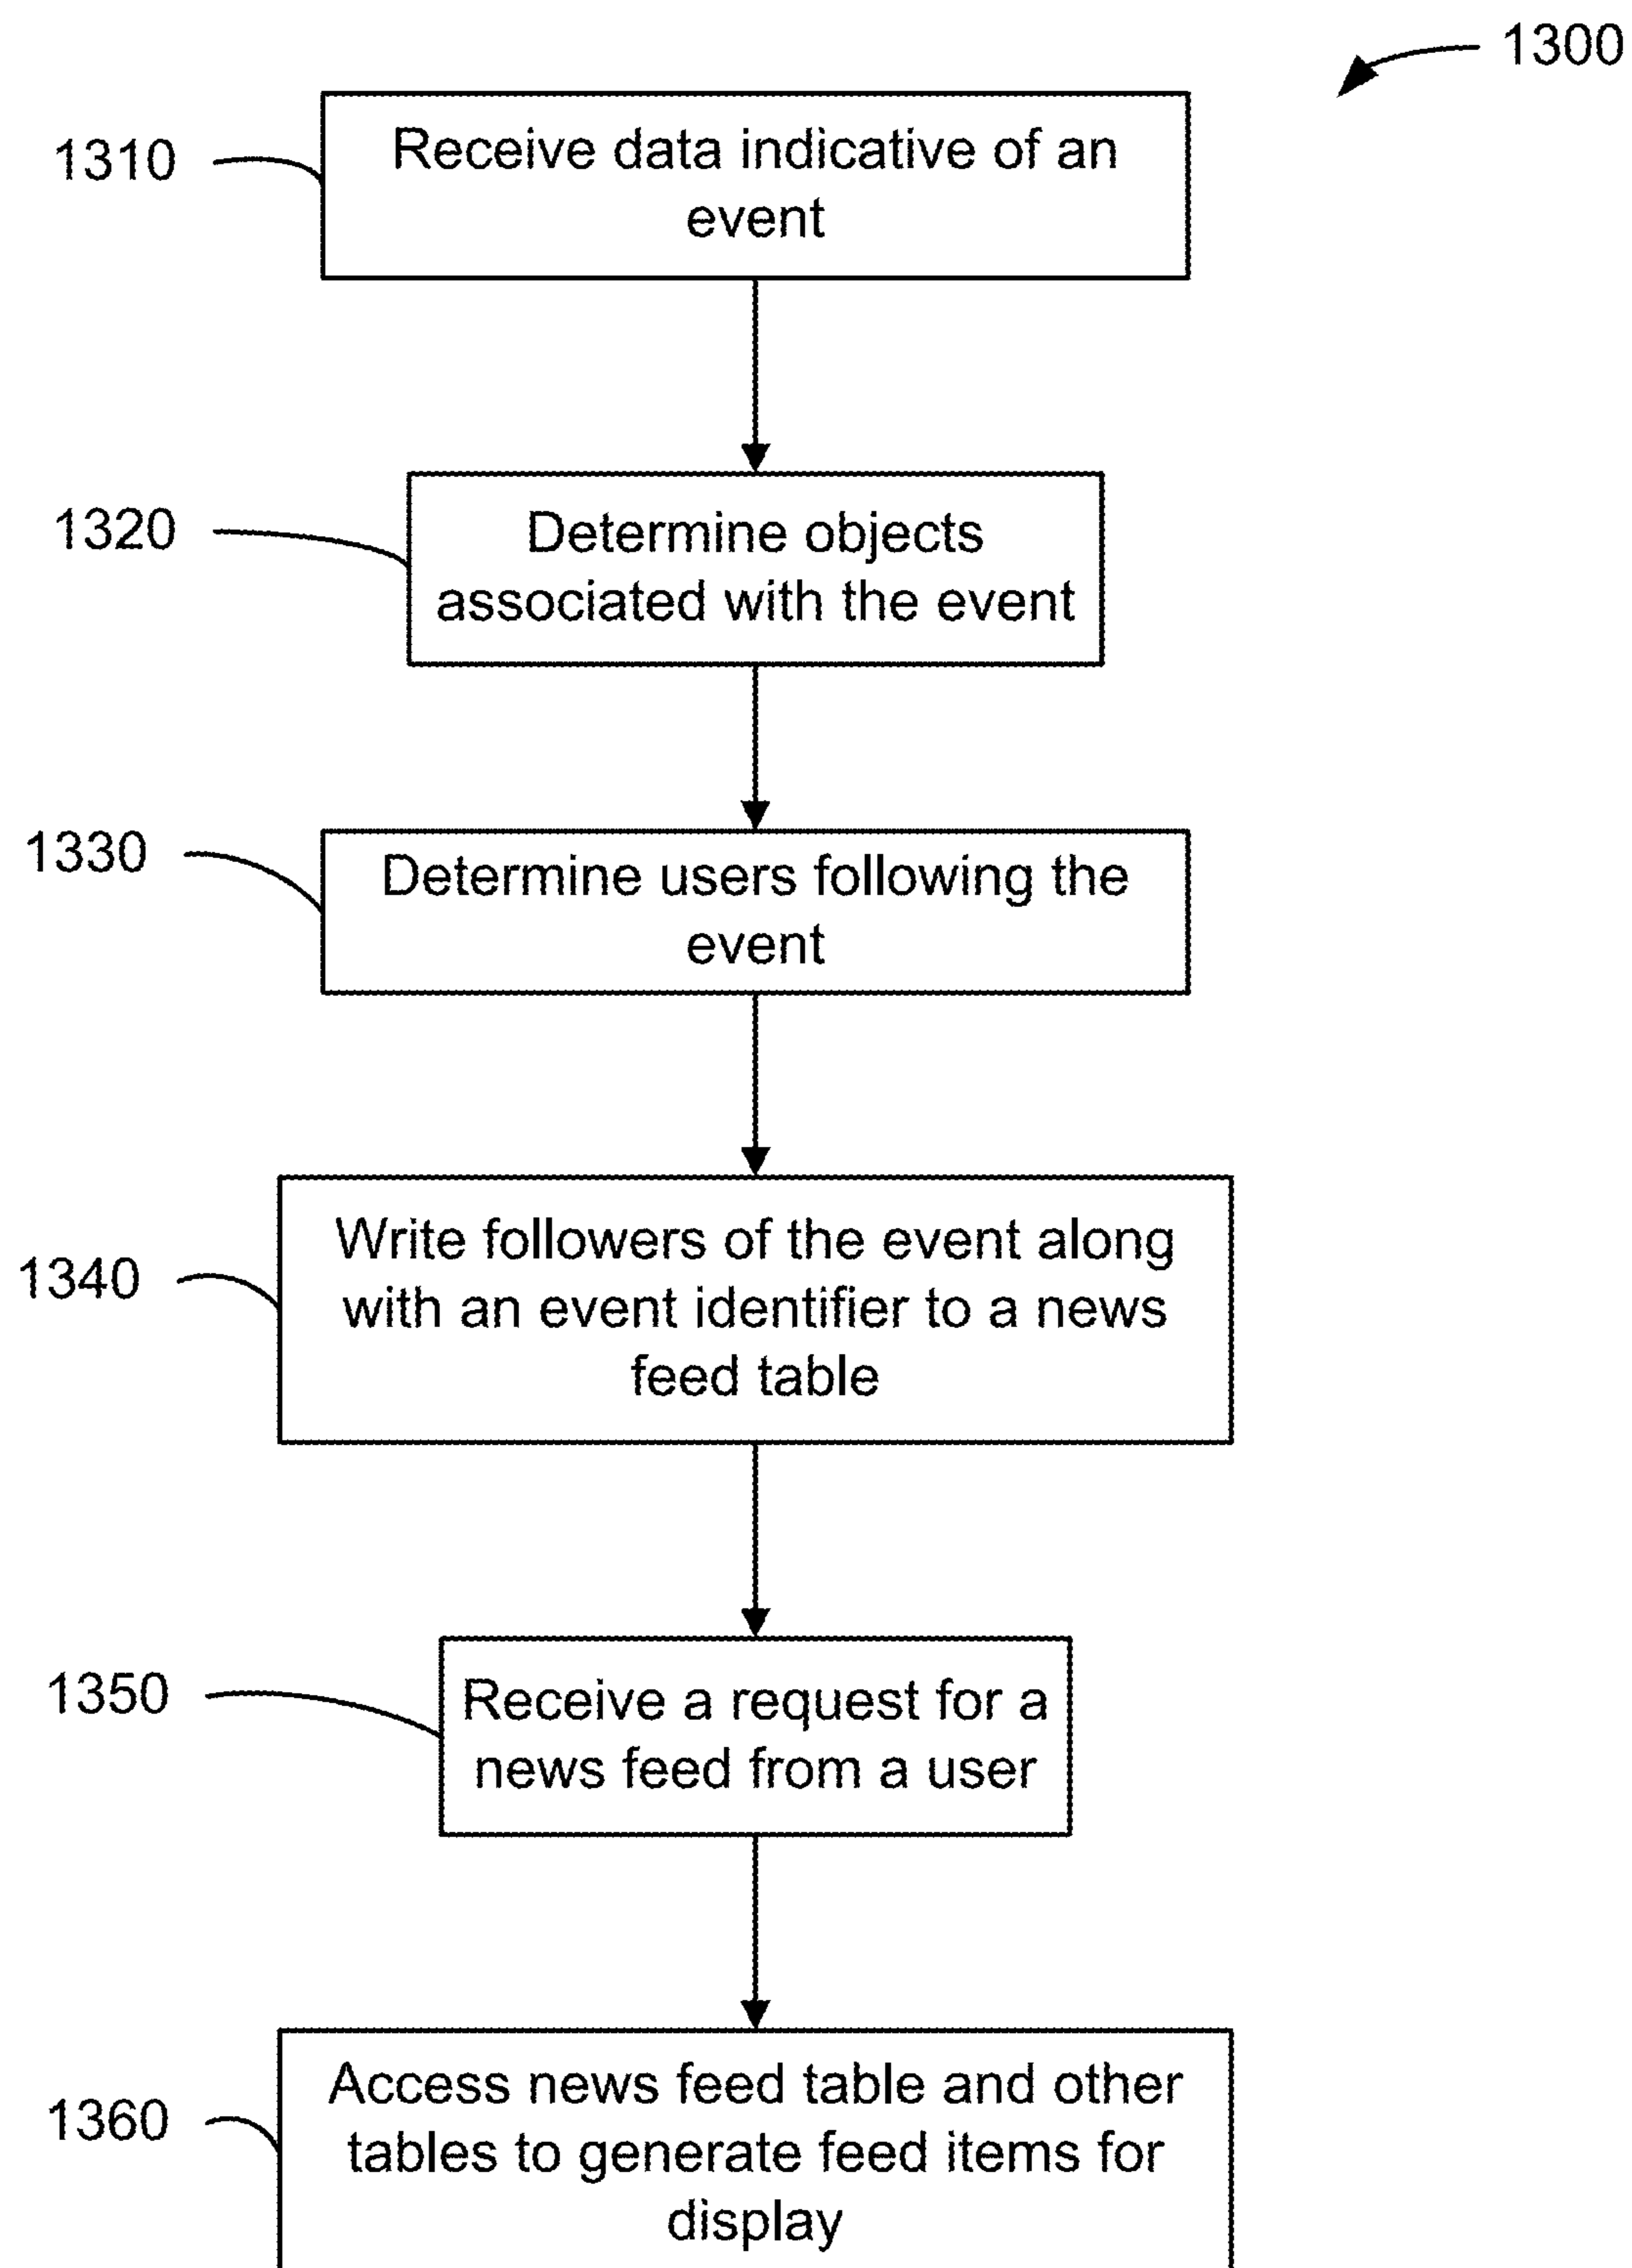 1300
1310
Receive data indicative of an
event
1320
Determine objects
associated with the event
1330
Determine users following the
event
1340
Write followers of the event along
with an event identifier to a news
feed table
1350
Receive a request for a
news feed from a user
1360
Access news feed table and other
tables to generate feed items for
display